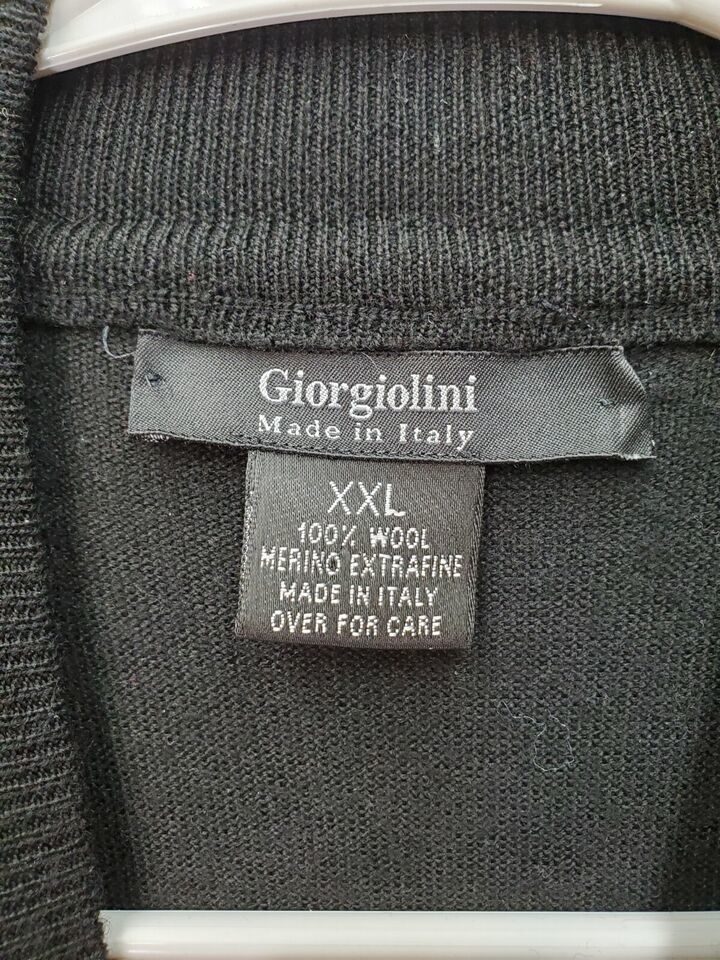 Giorgiolini
Made in Italy
XXL
100% WOOL
MERINO EXTRAFINE
MADE IN ITALY
OVER FOR CARE